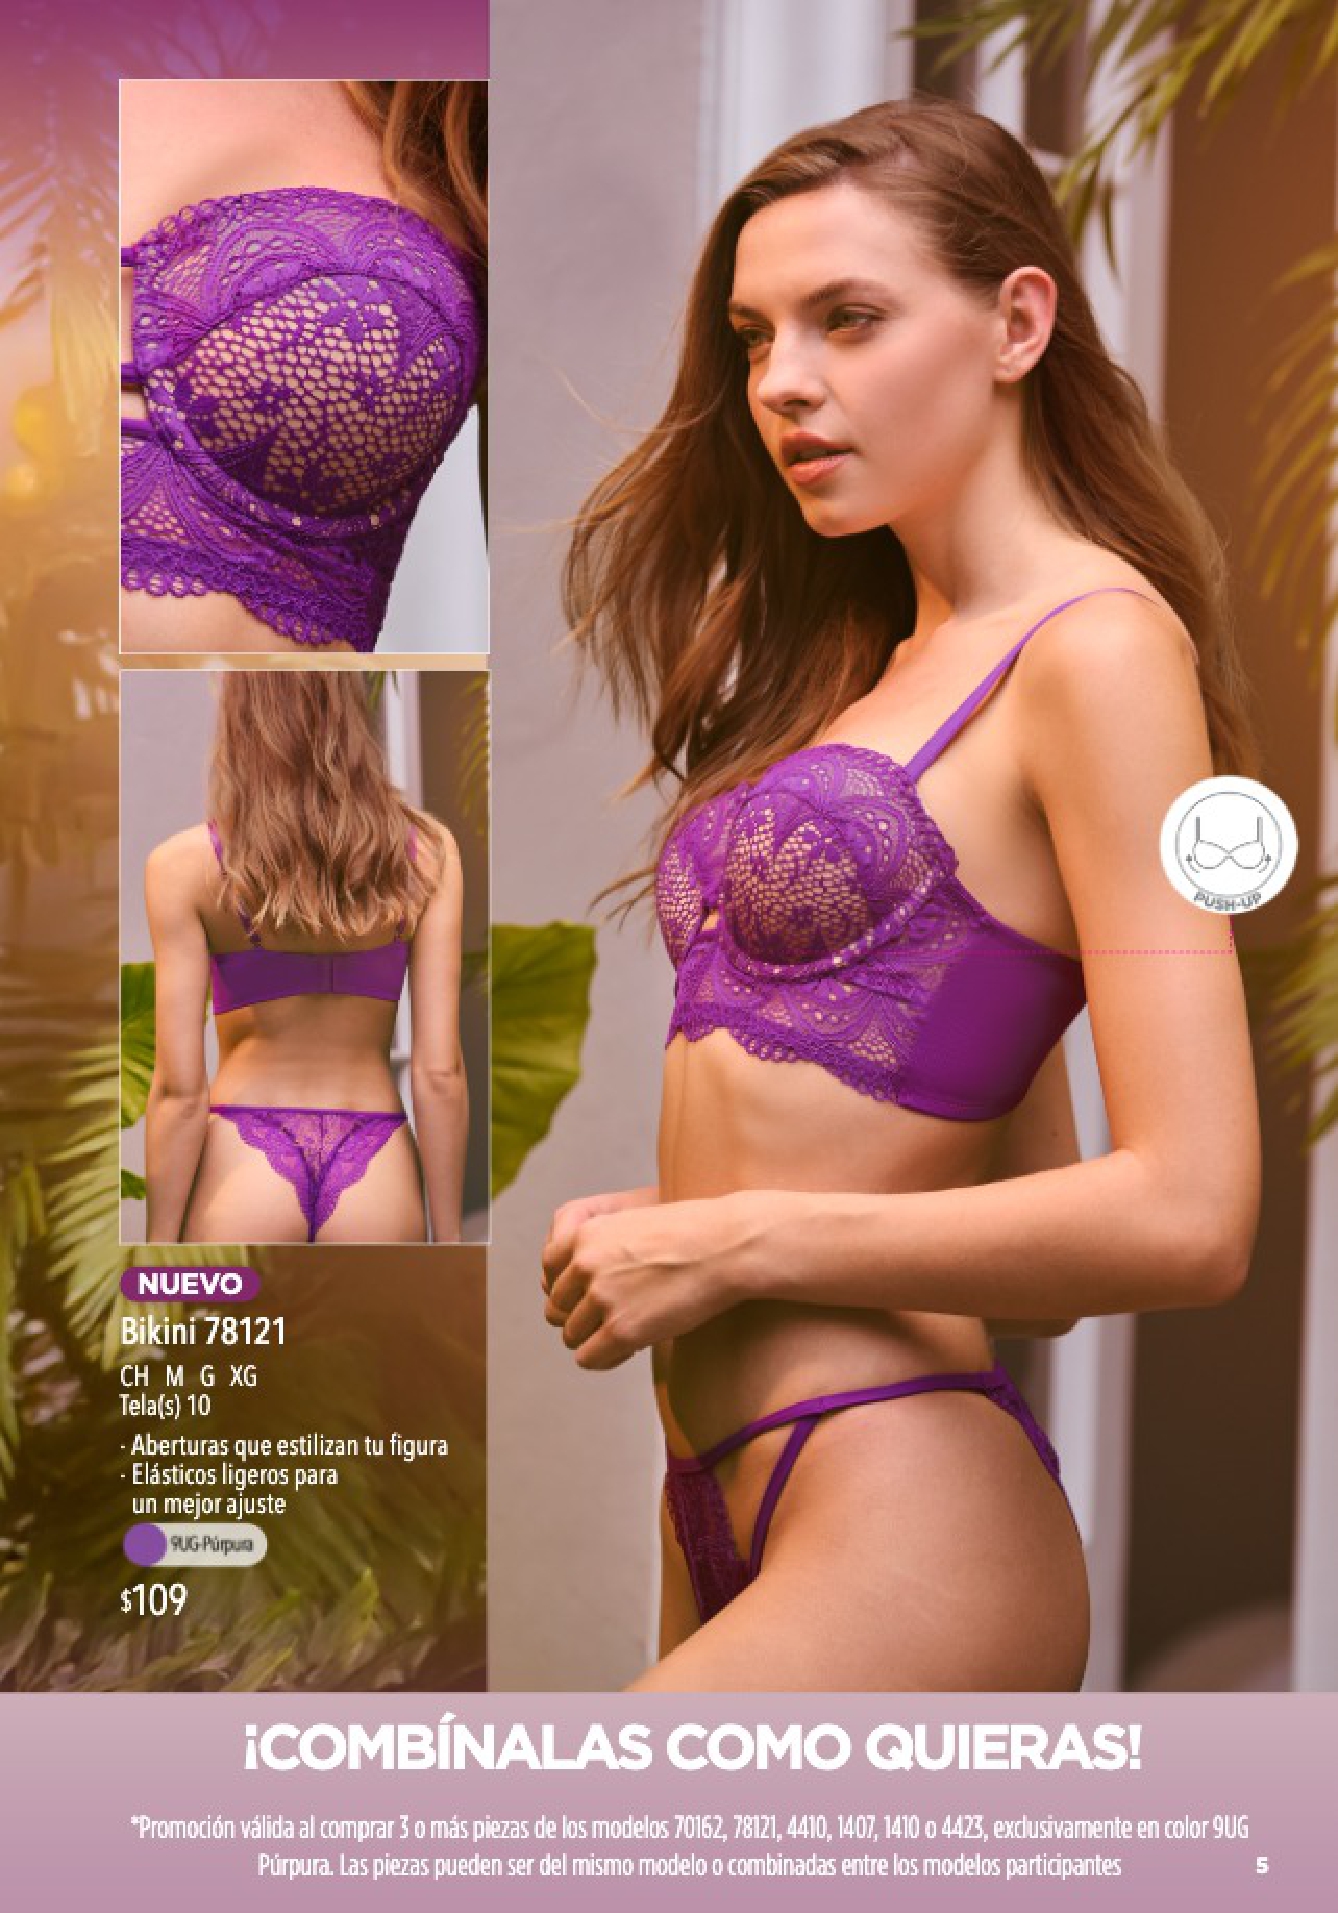 PUSH-UP
NUEVO
Bikini 78121
CH M G XG
Tela(s) 10
· Aberturas que estilizan tu figura
· Elásticos ligeros para
un mejor ajuste
9UG-Púrpura
$109
¡COMBÍNALAS COMO QUIERAS!
*Promoción válida al comprar 3 o más piezas de los modelos 70162, 78121, 4410, 1407, 1410 o 4423, exclusivamente en color 9UG
Púrpura. Las piezas pueden ser del mismo modelo o combinadas entre los modelos participantes
5